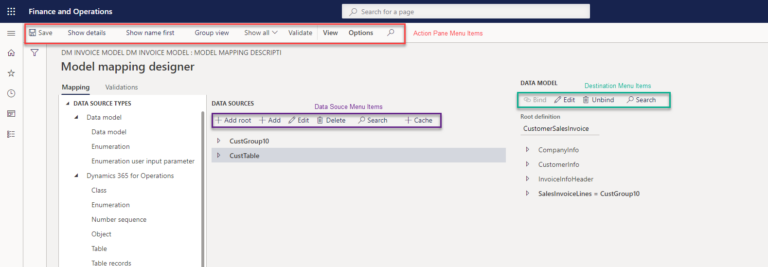 Finance and Operations
Search for a page
Save Show details Show name first Group view Show all Validate View Options
Action Pane Menu Items
DM INVOICE MODEL DM INVOICE MODEL : MODEL MAPPING DESCRIPTI
Model mapping designer
Mapping Validations
DATA SOURCE TYPES
Data model
Data model
Enumeration
Enumeration user input parameter
Dynamics 365 for Operations
Class
Enumeration
Number sequence
Object
Table
Table records
DATA SOURCES
Data Souce Menu Items
Add root Add Edit Delete Search Cache
CustGroup10
CustTable
DATA MODEL
Destination Menu Items
Bind Edit Unbind Search
Root definition
CustomerSalesInvoice
CompanyInfo
CustomerInfo
InvoiceInfoHeader
SalesInvoiceLines = CustGroup10